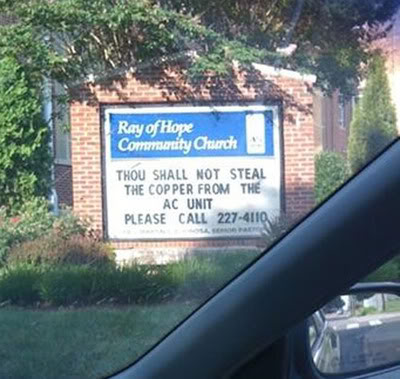 Ray of Hope
Community Church
THOU SHALL NOT STEAL
THE COPPER FROM THE
AC UNIT
PLEASE CALL 227-4110
SENIOR PASTOR